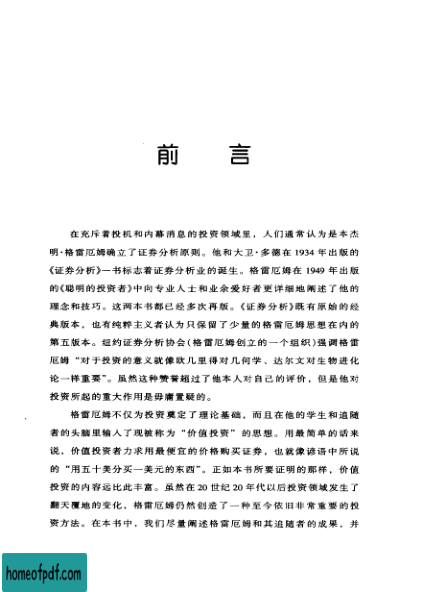 前 言
在充斥着投机和内幕消息的投资领域里，人们通常认为是本杰
明·格雷厄姆确立了证券分析原则。他和大卫·多德在 1934 年出版的
《证券分析》一书标志着证券分析业的诞生。格雷厄姆在 1949 年出版
的《聪明的投资者》中向专业人士和业余爱好者更详细地阐述了他的
理念和技巧。这两本书都已经多次再版。《证券分析》既有原始的经
典版本，也有纯粹主义者认为只保留了少量的格雷厄姆思想在内的
第五版本。纽约证券分析协会（格雷厄姆创立的一个组织）强调格雷
厄姆“对于投资的意义就像欧几里得对几何学、达尔文对生物进化
论一样重要”。虽然这种赞誉超过了他本人对自己的评价，但是他对
投资所起的重大作用是毋庸置疑的。
格雷厄姆不仅为投资奠定了理论基础，而且在他的学生和追随
者的头脑里输入了现被称为“价值投资”的思想。用最简单的话来
说，价值投资者力求用最便宜的价格购买证券，也就像谚语中所说
的“用五十美分买一美元的东西”。正如本书所要证明的那样，价值
投资的内容远比此丰富。虽然在 20 世纪 20 年代以后投资领域发生了
翻天覆地的变化，格雷厄姆仍然创造了一种至今依旧非常重要的投
资方法。在本书中，我们尽量阐述格雷厄姆和其追随者的成果，并
homeofpdf.com